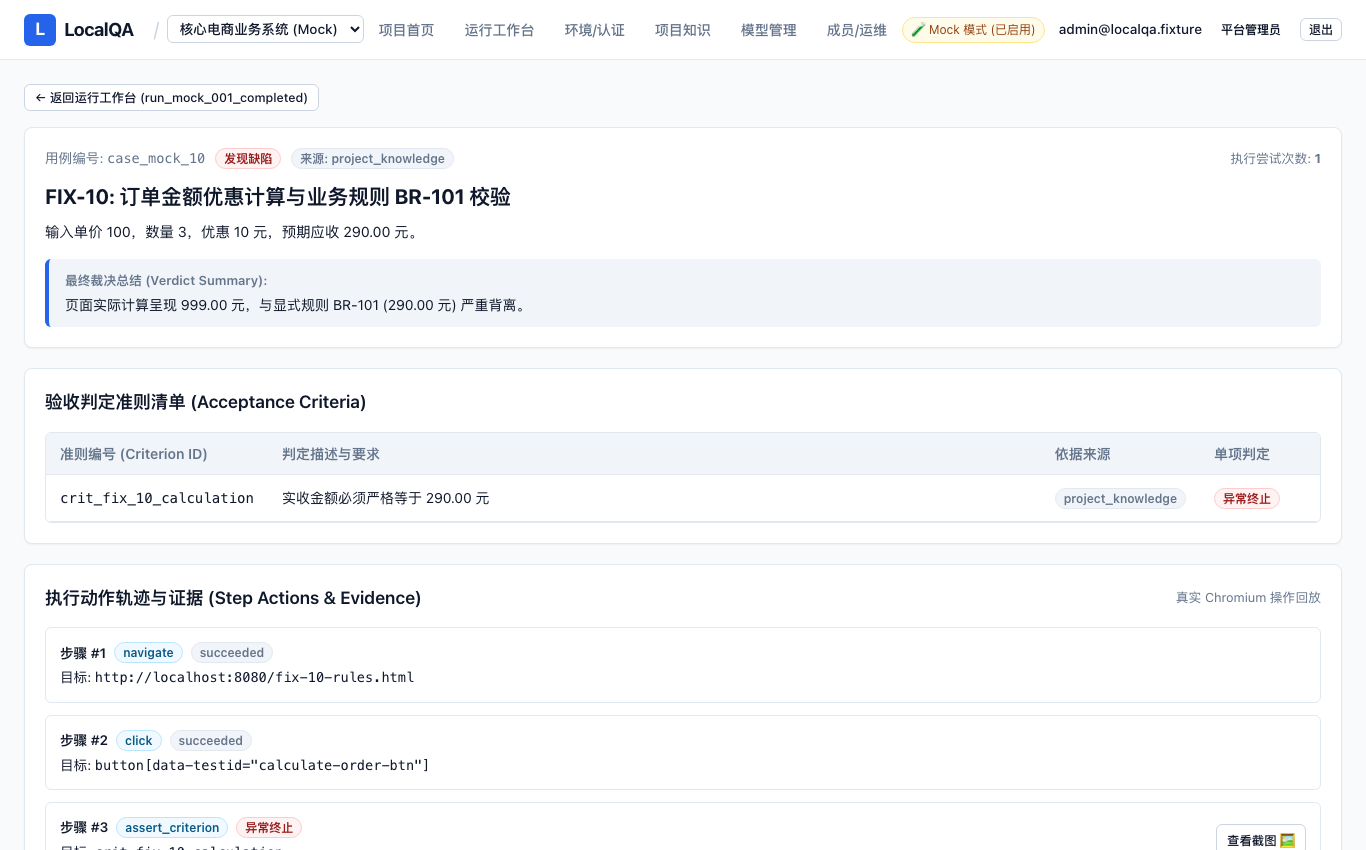 L LocalQA / 核心电商业务系统 (Mock) 项目首页 运行工作台 环境/认证 项目知识 模型管理 成员/运维 🧪 Mock 模式 (已启用) admin@localqa.fixture 平台管理员 退出
← 返回运行工作台 (run_mock_001_completed)
用例编号: case_mock_10 发现缺陷 来源: project_knowledge 执行尝试次数: 1
FIX-10: 订单金额优惠计算与业务规则 BR-101 校验
输入单价 100，数量 3，优惠 10 元，预期应收 290.00 元。
最终裁决总结 (Verdict Summary):
页面实际计算呈现 999.00 元，与显式规则 BR-101 (290.00 元) 严重背离。
验收判定准则清单 (Acceptance Criteria)
准则编号 (Criterion ID) 判定描述与要求 依据来源 单项判定
crit_fix_10_calculation 实收金额必须严格等于 290.00 元 project_knowledge 异常终止
执行动作轨迹与证据 (Step Actions & Evidence) 真实 Chromium 操作回放
步骤 #1 navigate succeeded
目标: http://localhost:8080/fix-10-rules.html
步骤 #2 click succeeded
目标: button[data-testid="calculate-order-btn"]
步骤 #3 assert_criterion 异常终止
查看截图 🖼️
目标: crit_fix_10_calculation